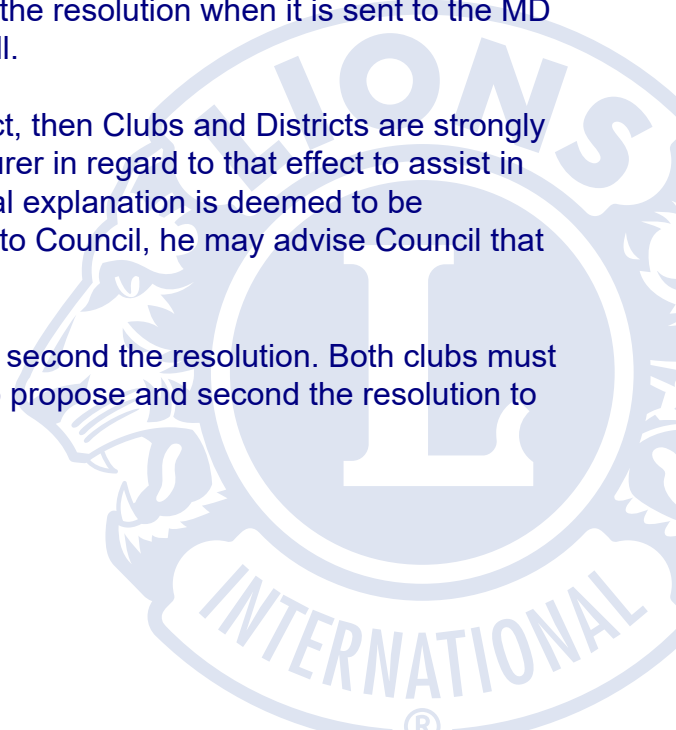 the resolution when it is sent to the MD
l.
ct, then Clubs and Districts are strongly
rer in regard to that effect to assist in
al explanation is deemed to be
to Council, he may advise Council that
second the resolution. Both clubs must
propose and second the resolution to
LIONS
L
INTERNATIONAL
®